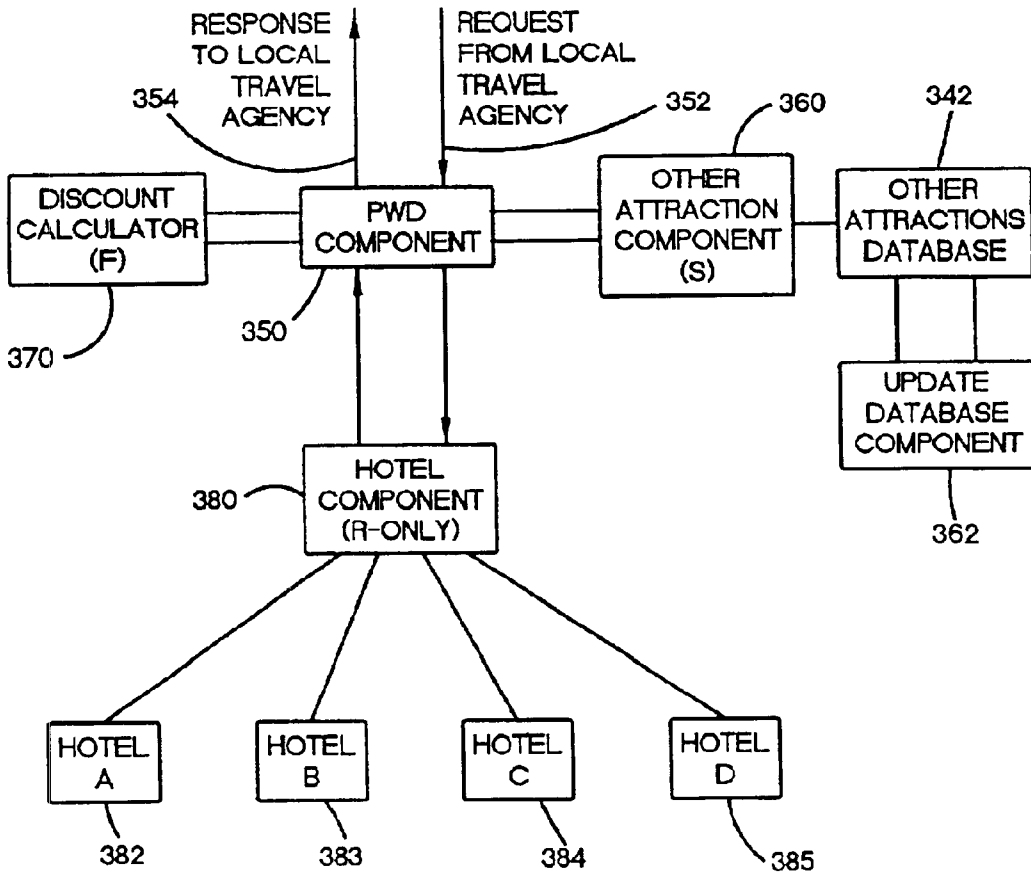 RESPONSE
TO LOCAL
TRAVEL
AGENCY
REQUEST
FROM LOCAL
TRAVEL
AGENCY
354
352
360
342
DISCOUNT
CALCULATOR
(F)
PWD
COMPONENT
OTHER
ATTRACTION
COMPONENT
(S)
OTHER
ATTRACTIONS
DATABASE
370
350
UPDATE
DATABASE
COMPONENT
380
HOTEL
COMPONENT
(R-ONLY)
362
HOTEL
A
HOTEL
B
HOTEL
C
HOTEL
D
382
383
384
385